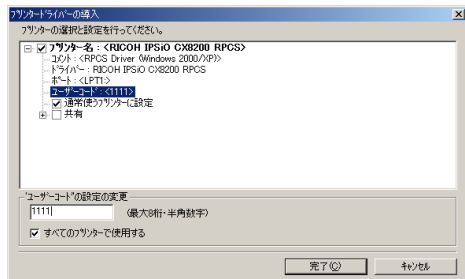 プリンタードライバーの導入
プリンターの選択と設定を行ってください。
プリンター名 : <RICOH IPSiO CX8200 RPCS>
コメント : <RPCS Driver (Windows 2000/XP)>
ドライバー : RICOH IPSiO CX8200 RPCS
ポート : <LPT1:>
ユーザーコード : <1111>
通常使うプリンターに設定
共有
"ユーザーコード"の設定の変更
1111
(最大8桁・半角数字)
すべてのプリンターで使用する
完了(C)
キャンセル